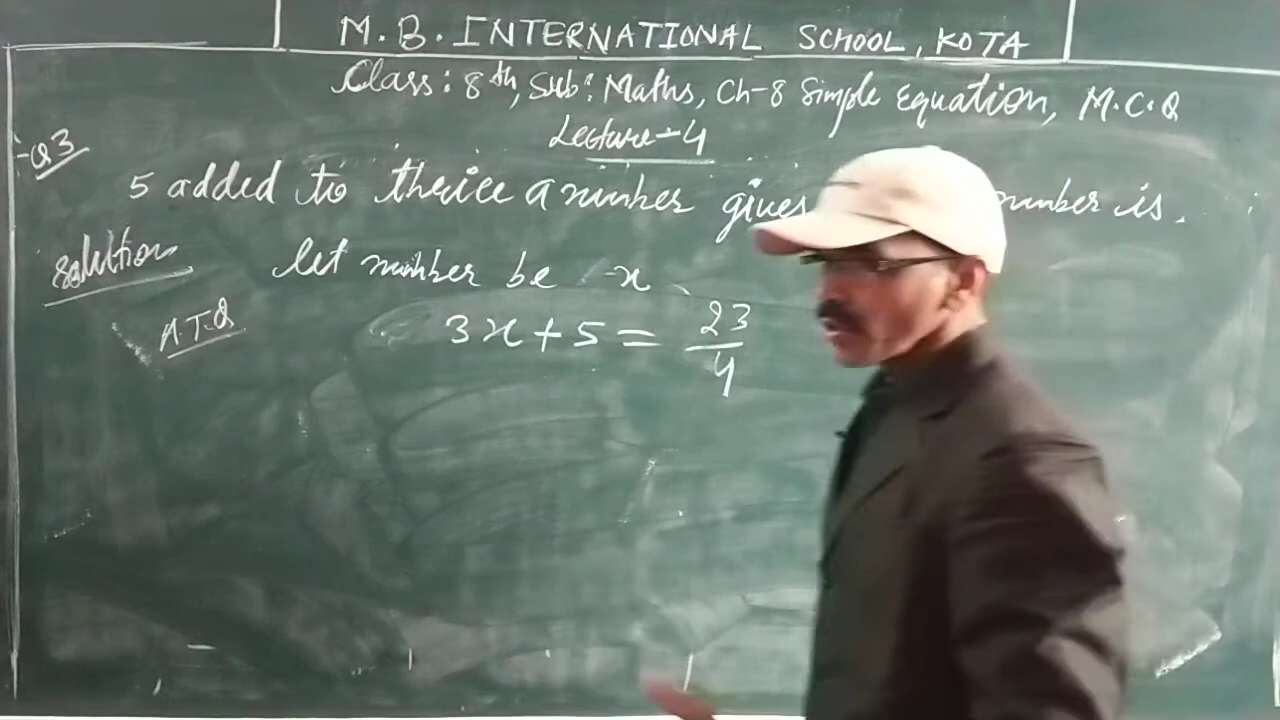 M.B. INTERNATIONAL SCHOOL, KOTA
Class: 8th, Sub: Maths, Ch-8 Simple Equation, M.C.Q
Lecture-4
Q3
5 added to thrice a number gives number is.
Solution let number be x
A.T.Q 3x+5 = 23/4